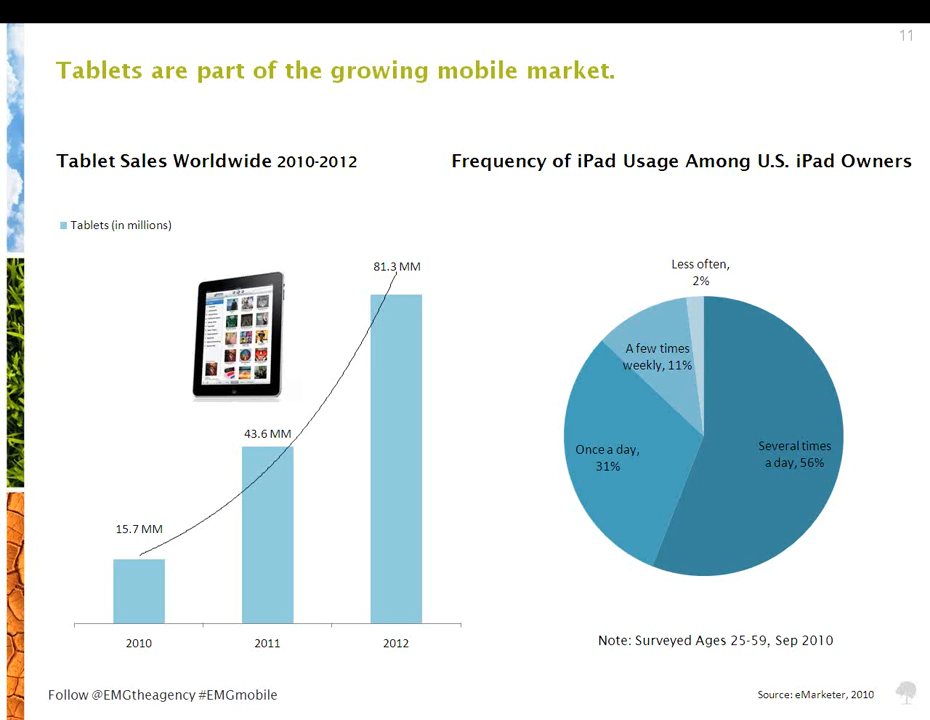 11
Tablets are part of the growing mobile market.
Tablet Sales Worldwide 2010-2012
Tablets (in millions)
81.3 MM
43.6 MM
15.7 MM
2010
2011
2012
Frequency of iPad Usage Among U.S. iPad Owners
Less often,
2%
A few times
weekly, 11%
Once a day,
31%
Several times
a day, 56%
Note: Surveyed Ages 25-59, Sep 2010
Follow @EMGtheagency #EMGmobile
Source: eMarketer, 2010